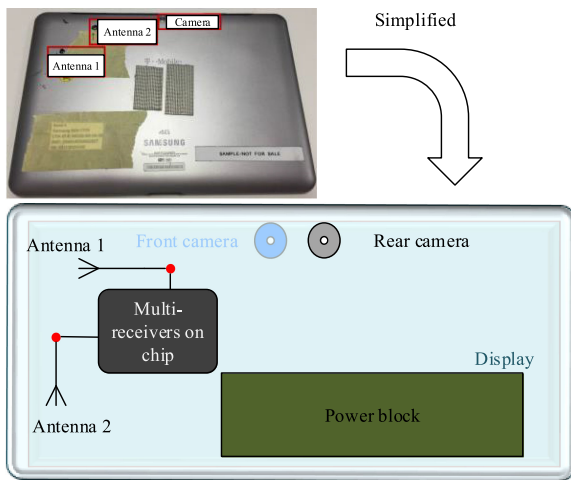 Simplified
Camera
Antenna 2
Antenna 1
T-Mobile
SAMSUNG
SAMPLE-NOT FOR SALE
Antenna 1
Front camera
Rear camera
Multi-
receivers on
chip
Display
Antenna 2
Power block